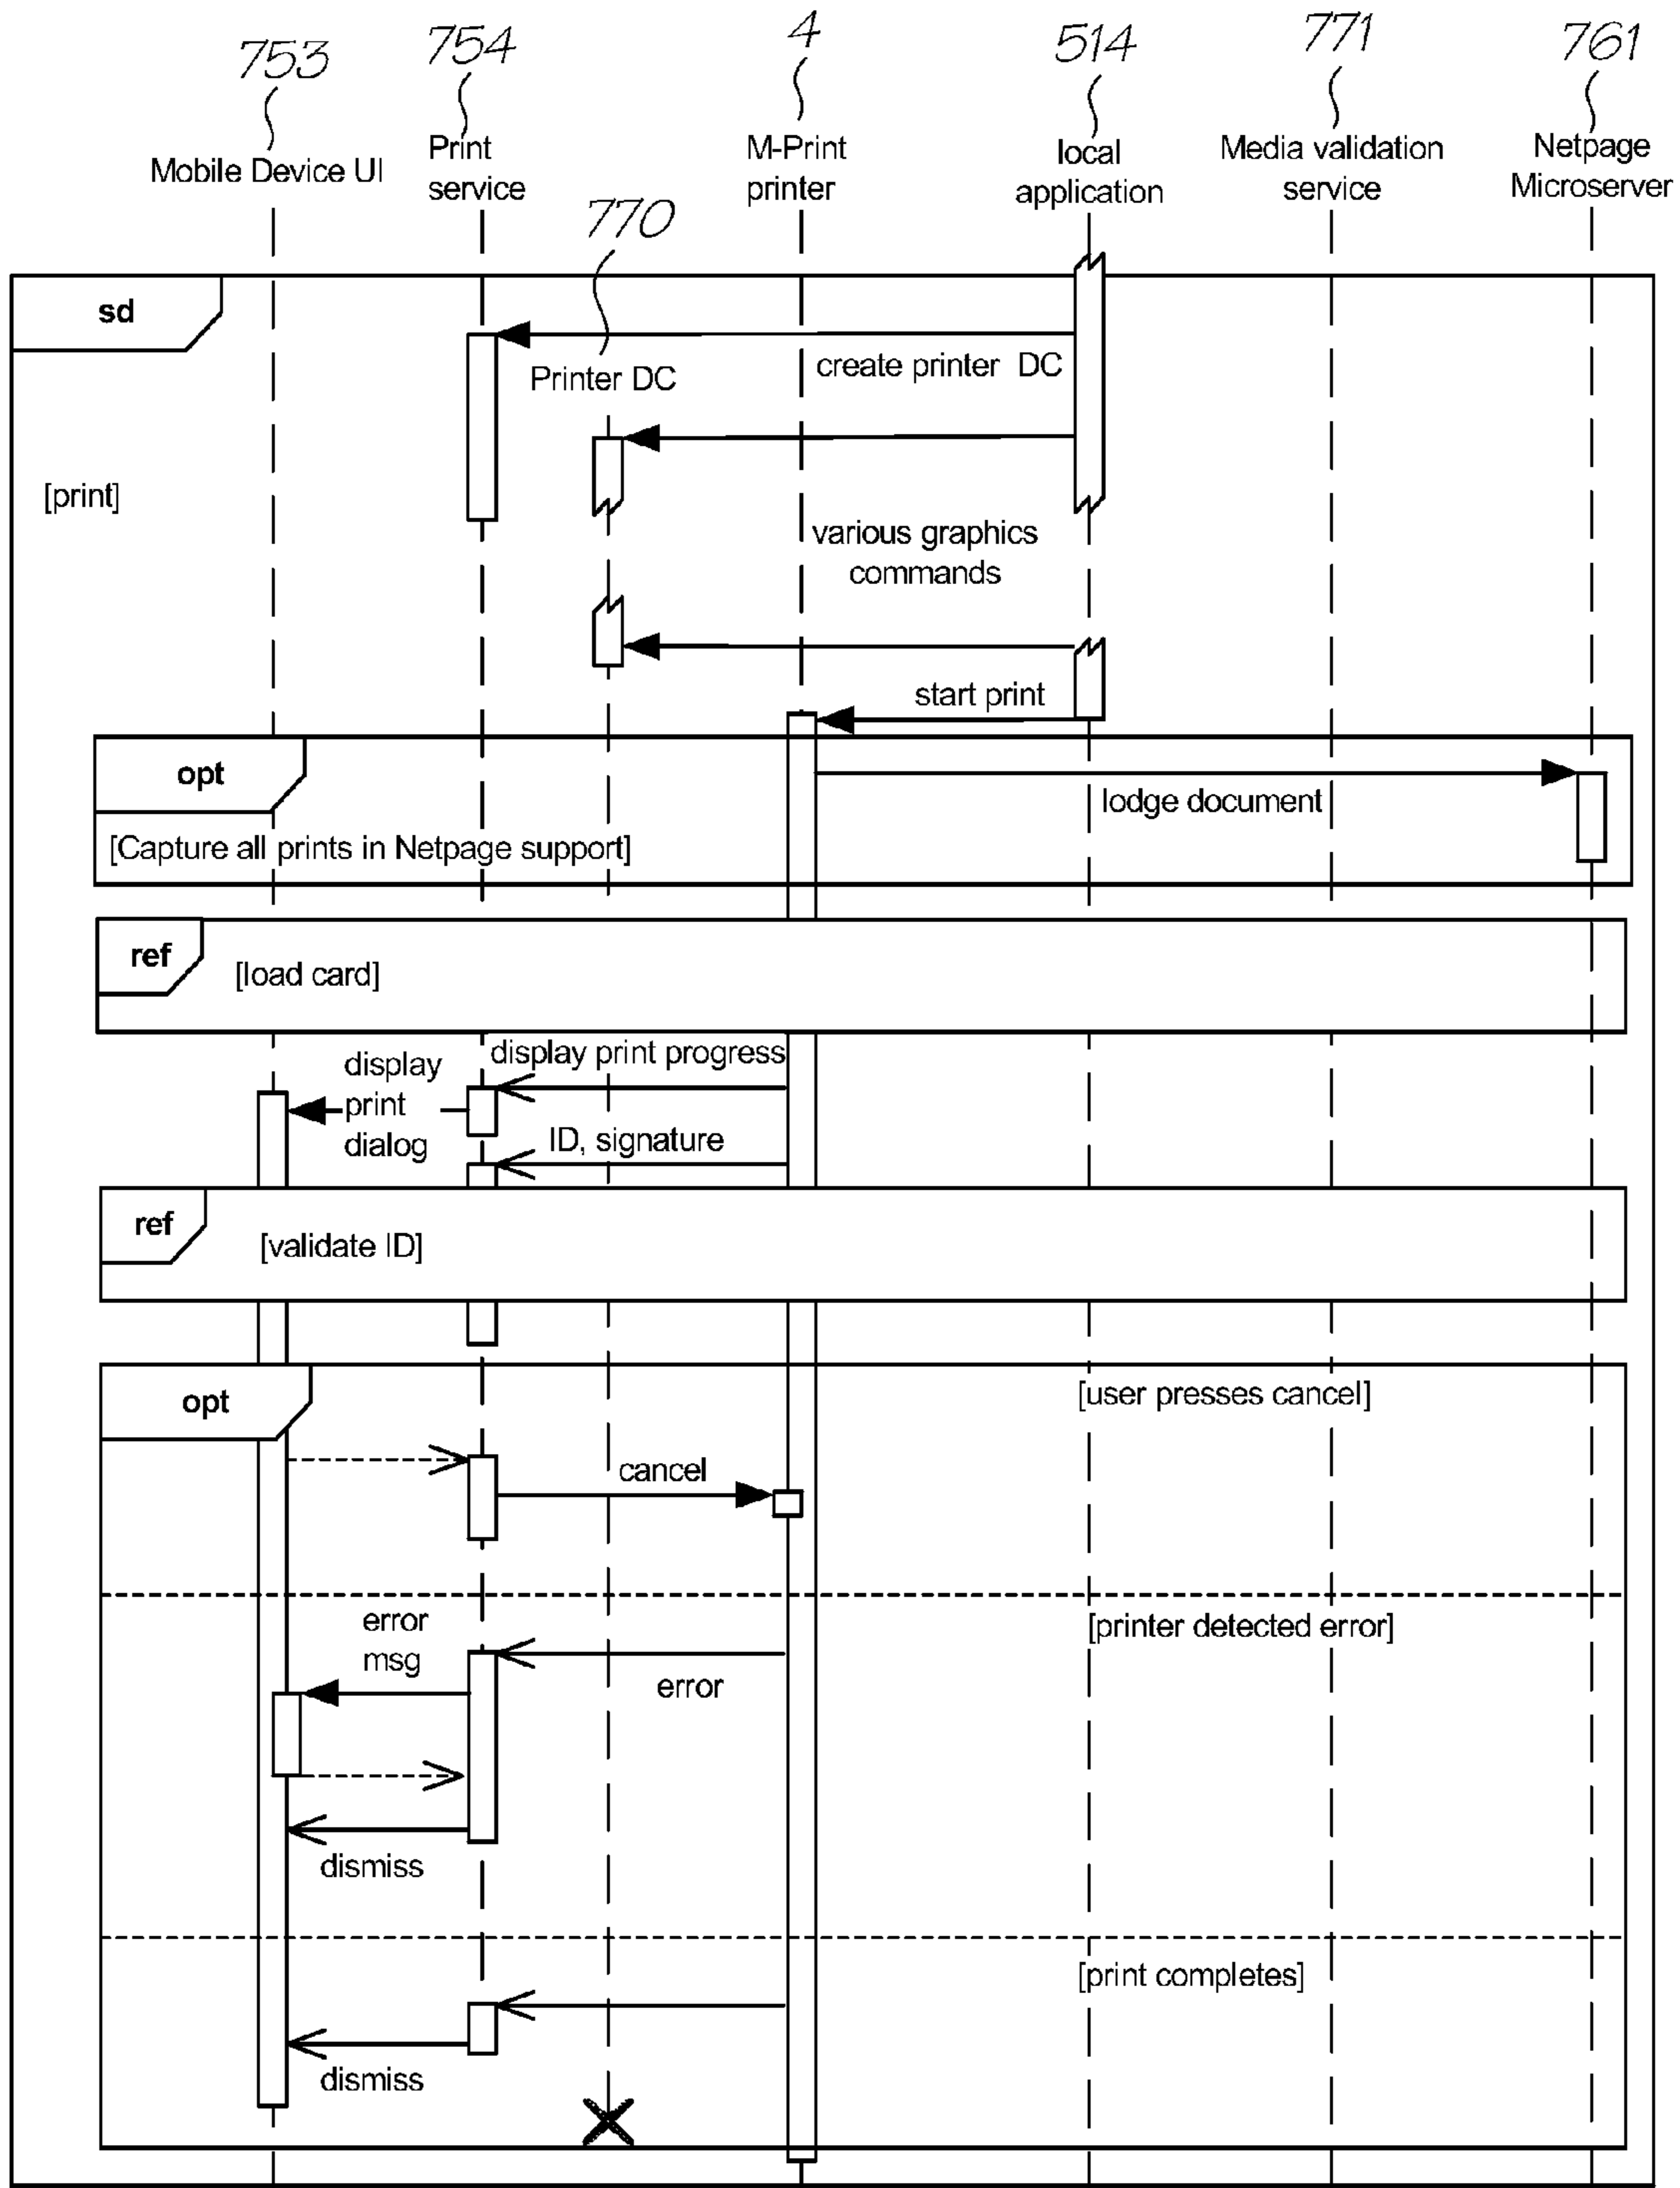 753
754
4
514
771
761
Mobile Device UI
Print
service
M-Print
printer
local
application
Media validation
service
Netpage
Microserver
770
sd
Printer DC
create printer DC
[print]
various graphics
commands
start print
opt
lodge document
[Capture all prints in Netpage support]
ref
[load card]
display print progress
display
print
dialog
ID, signature
ref
[validate ID]
opt
[user presses cancel]
cancel
[printer detected error]
error
msg
error
dismiss
[print completes]
dismiss